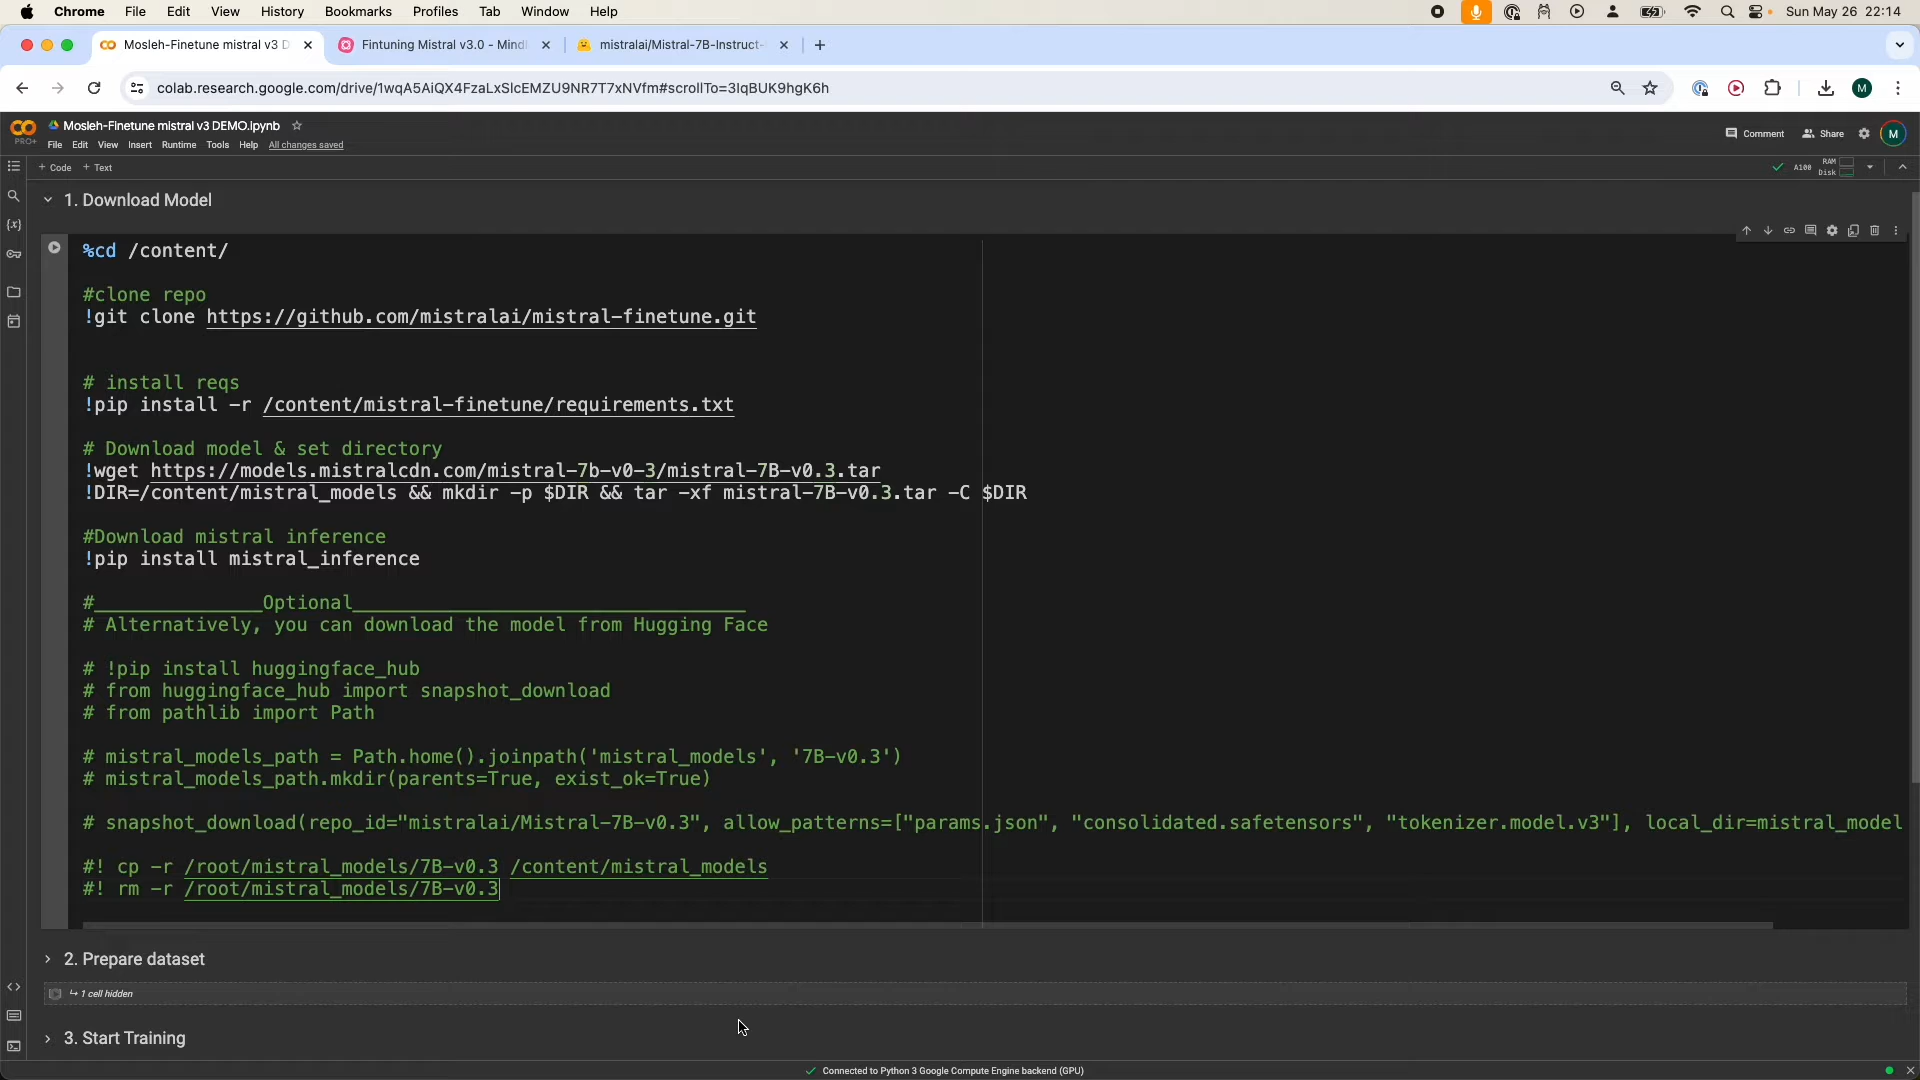 Chrome File Edit View History Bookmarks Profiles Tab Window Help Sun May 26 22:14
Mosleh-Finetune mistral v3 D Fintuning Mistral v3.0 - Mindl mistralai/Mistral-7B-Instruct-
colab.research.google.com/drive/1wqA5AiQX4FzaLxSlcEMZU9NR7T7xNVfm#scrollTo=3IqBUK9hgK6h M
Mosleh-Finetune mistral v3 DEMO.ipynb
PRO+ File Edit View Insert Runtime Tools Help All changes saved Comment Share M
+ Code + Text A100 RAM Disk
1. Download Model
%cd /content/
#clone repo
!git clone https://github.com/mistralai/mistral-finetune.git
# install reqs
!pip install -r /content/mistral-finetune/requirements.txt
# Download model & set directory
!wget https://models.mistralcdn.com/mistral-7b-v0-3/mistral-7B-v0.3.tar
!DIR=/content/mistral_models && mkdir -p $DIR && tar -xf mistral-7B-v0.3.tar -C $DIR
#Download mistral inference
!pip install mistral_inference
#_______________Optional___________________________________
# Alternatively, you can download the model from Hugging Face
# !pip install huggingface_hub
# from huggingface_hub import snapshot_download
# from pathlib import Path
# mistral_models_path = Path.home().joinpath('mistral_models', '7B-v0.3')
# mistral_models_path.mkdir(parents=True, exist_ok=True)
# snapshot_download(repo_id="mistralai/Mistral-7B-v0.3", allow_patterns=["params.json", "consolidated.safetensors", "tokenizer.model.v3"], local_dir=mistral_model
#! cp -r /root/mistral_models/7B-v0.3 /content/mistral_models
#! rm -r /root/mistral_models/7B-v0.3
2. Prepare dataset
↳ 1 cell hidden
3. Start Training
Connected to Python 3 Google Compute Engine backend (GPU)